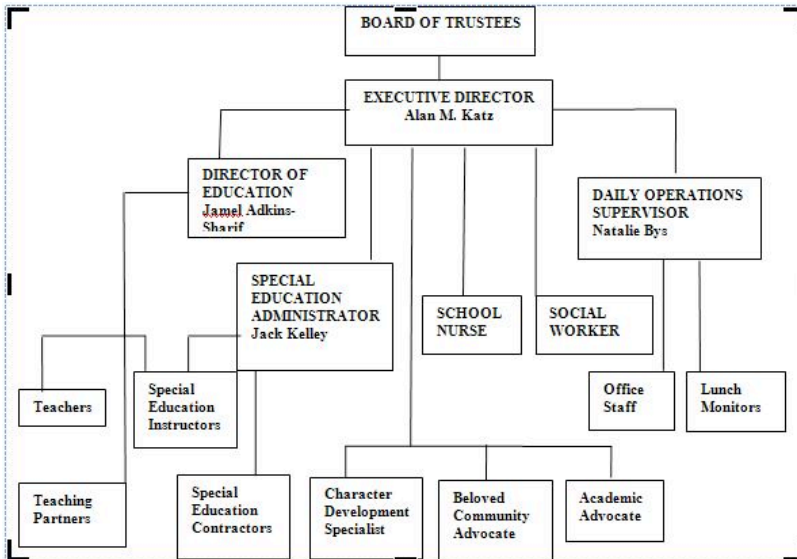 BOARD OF TRUSTEES
EXECUTIVE DIRECTOR
Alan M. Katz
DIRECTOR OF
EDUCATION
Jamel Adkins-
Sharif
DAILY OPERATIONS
SUPERVISOR
Natalie Bys
SPECIAL
EDUCATION
ADMINISTRATOR
Jack Kelley
SCHOOL
NURSE
SOCIAL
WORKER
Teachers
Special
Education
Instructors
Office
Staff
Lunch
Monitors
Teaching
Partners
Special
Education
Contractors
Character
Development
Specialist
Beloved
Community
Advocate
Academic
Advocate